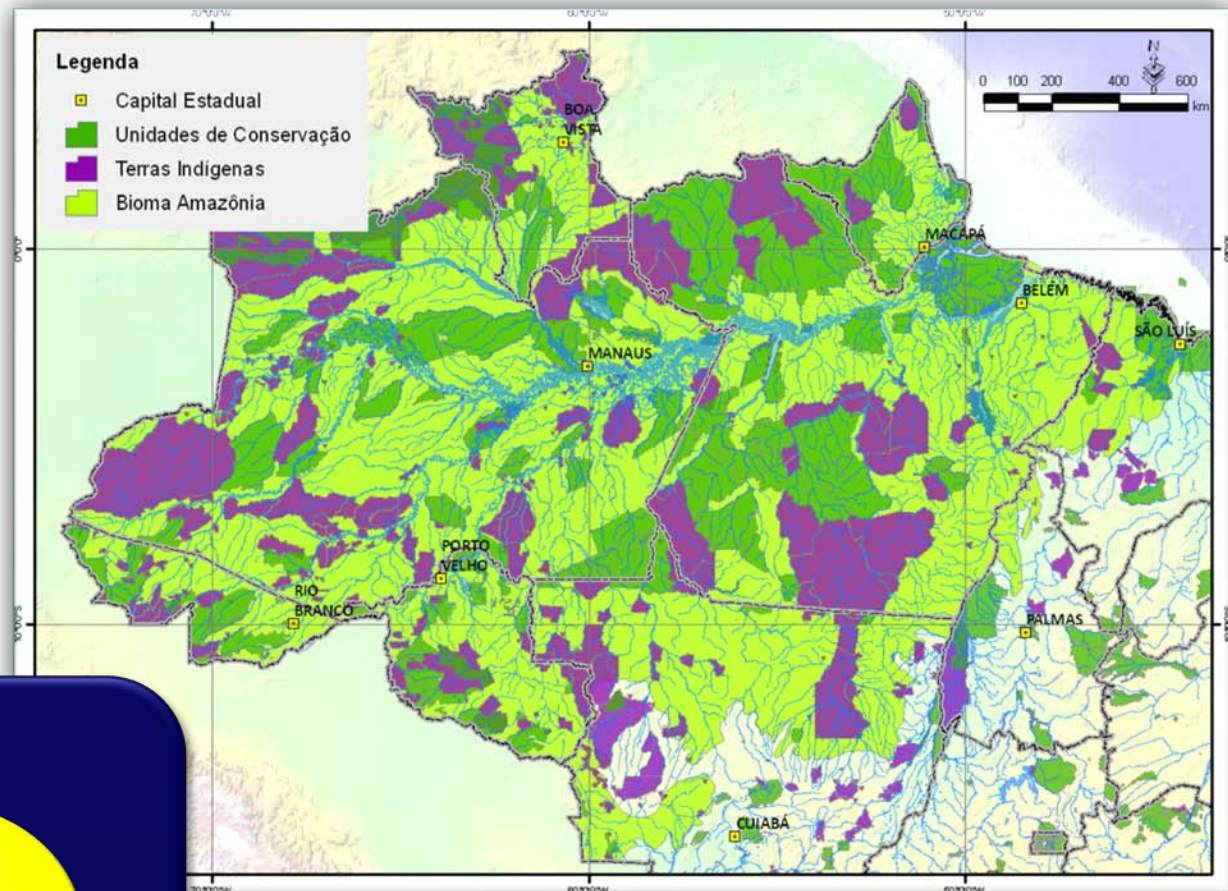 Legenda
Capital Estadual
Unidades de Conservação
Terras Indígenas
Bioma Amazônia
N
0 100 200 400 600
km
BOA
VISTA
MACAPÁ
BELÉM
SÃO LUÍS
MANAUS
PORTO
VELHO
RIO
BRANCO
PALMAS
CUIABÁ